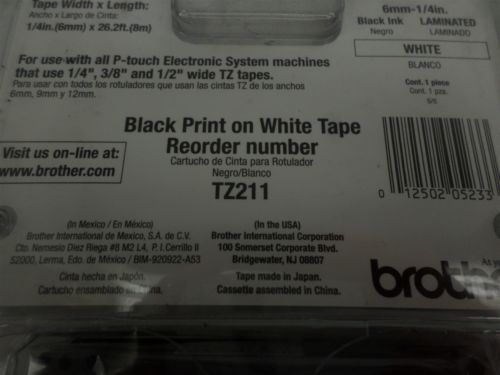 Tape Width x Length:
Ancho x Largo de Cinta:
1/4in.(6mm) x 26.2ft.(8m)
6mm-1/4in.
Black Ink LAMINATED
Negro LAMINADO
WHITE
BLANCO
Cont. 1 piece
Cont. 1 pza.
For use with all P-touch Electronic System machines
that use 1/4", 3/8" and 1/2" wide TZ tapes.
Para usar con todos los rotuladores que usan las cintas TZ de los anchos
6mm, 9mm y 12mm.
Black Print on White Tape
Reorder number
Cartucho de Cinta para Rotulador
Negro/Blanco
TZ211
Visit us on-line at:
www.brother.com
0 12502 05233
(In Mexico / En México)
Brother International de Mexico, S.A. de C.V.
Cto. Nemesio Diez Riega #8 M2 L4, P.I.Cerrillo II
52000, Lerma, Edo. de México / BIM-920922-A53
Cinta hecha en Japón.
Cartucho ensamblado en China.
(In the USA)
Brother International Corporation
100 Somerset Corporate Blvd.
Bridgewater, NJ 08807
Tape made in Japan.
Cassette assembled in China.
broth